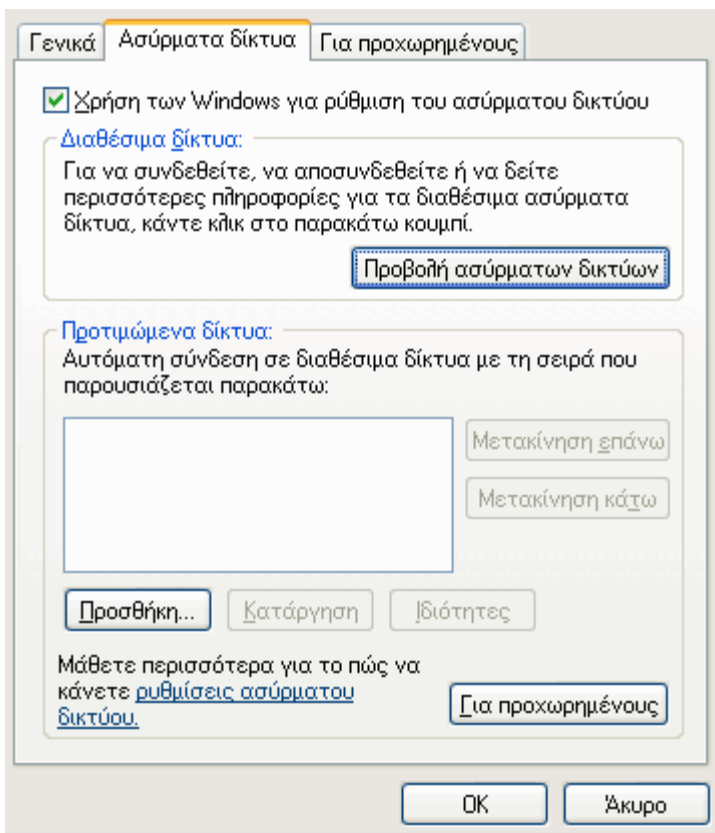 Γενικά
Ασύρματα δίκτυα
Για προχωρημένους
Χρήση των Windows για ρύθμιση του ασύρματου δικτύου
Διαθέσιμα δίκτυα:
Για να συνδεθείτε, να αποσυνδεθείτε ή να δείτε
περισσότερες πληροφορίες για τα διαθέσιμα ασύρματα
δίκτυα, κάντε κλικ στο παρακάτω κουμπί.
Προβολή ασύρματων δικτύων
Προτιμώμενα δίκτυα:
Αυτόματη σύνδεση σε διαθέσιμα δίκτυα με τη σειρά που
παρουσιάζεται παρακάτω:
Μετακίνηση επάνω
Μετακίνηση κάτω
Προσθήκη...
Κατάργηση
Ιδιότητες
Μάθετε περισσότερα για το πώς να
κάνετε ρυθμίσεις ασύρματου
δικτύου.
Για προχωρημένους
OK
Άκυρο